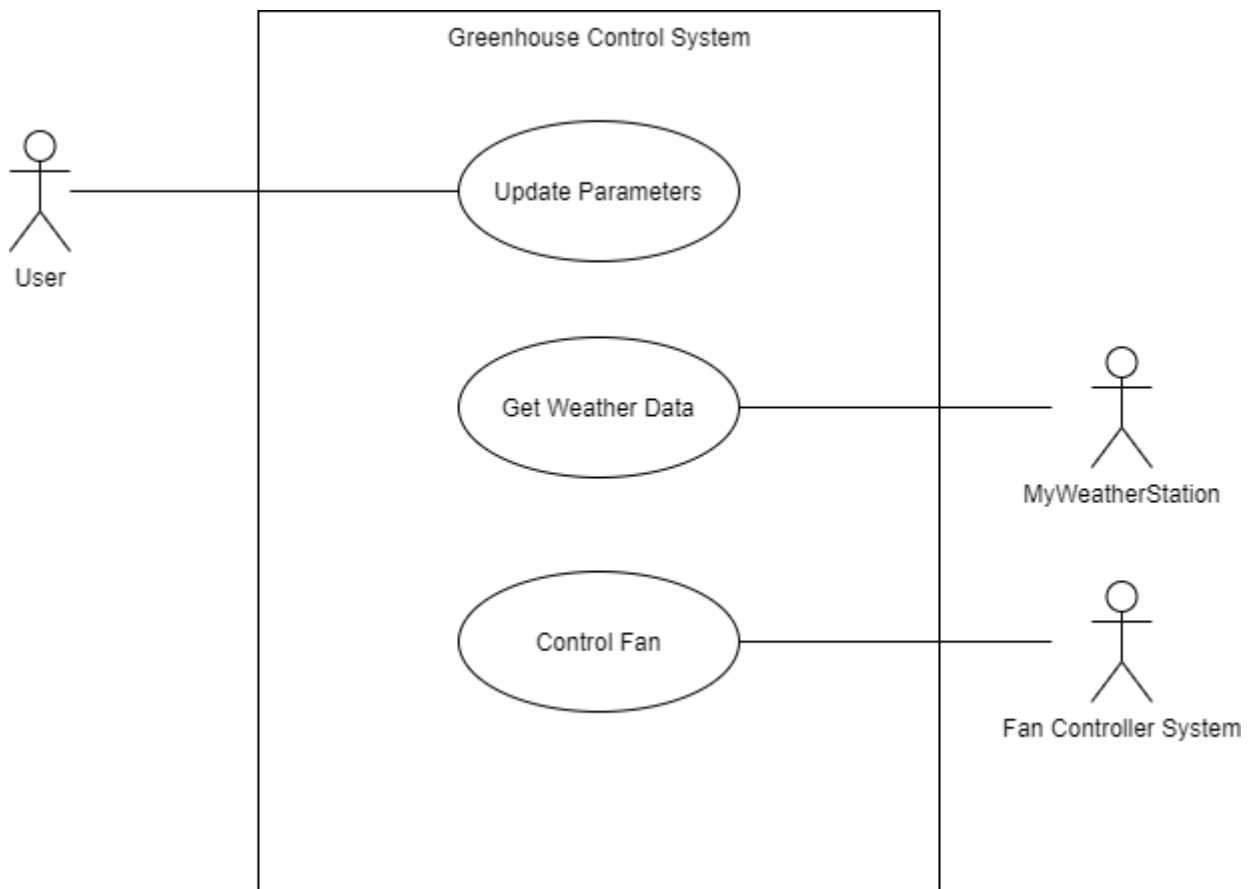 Greenhouse Control System
Update Parameters
User
Get Weather Data
MyWeatherStation
Control Fan
Fan Controller System